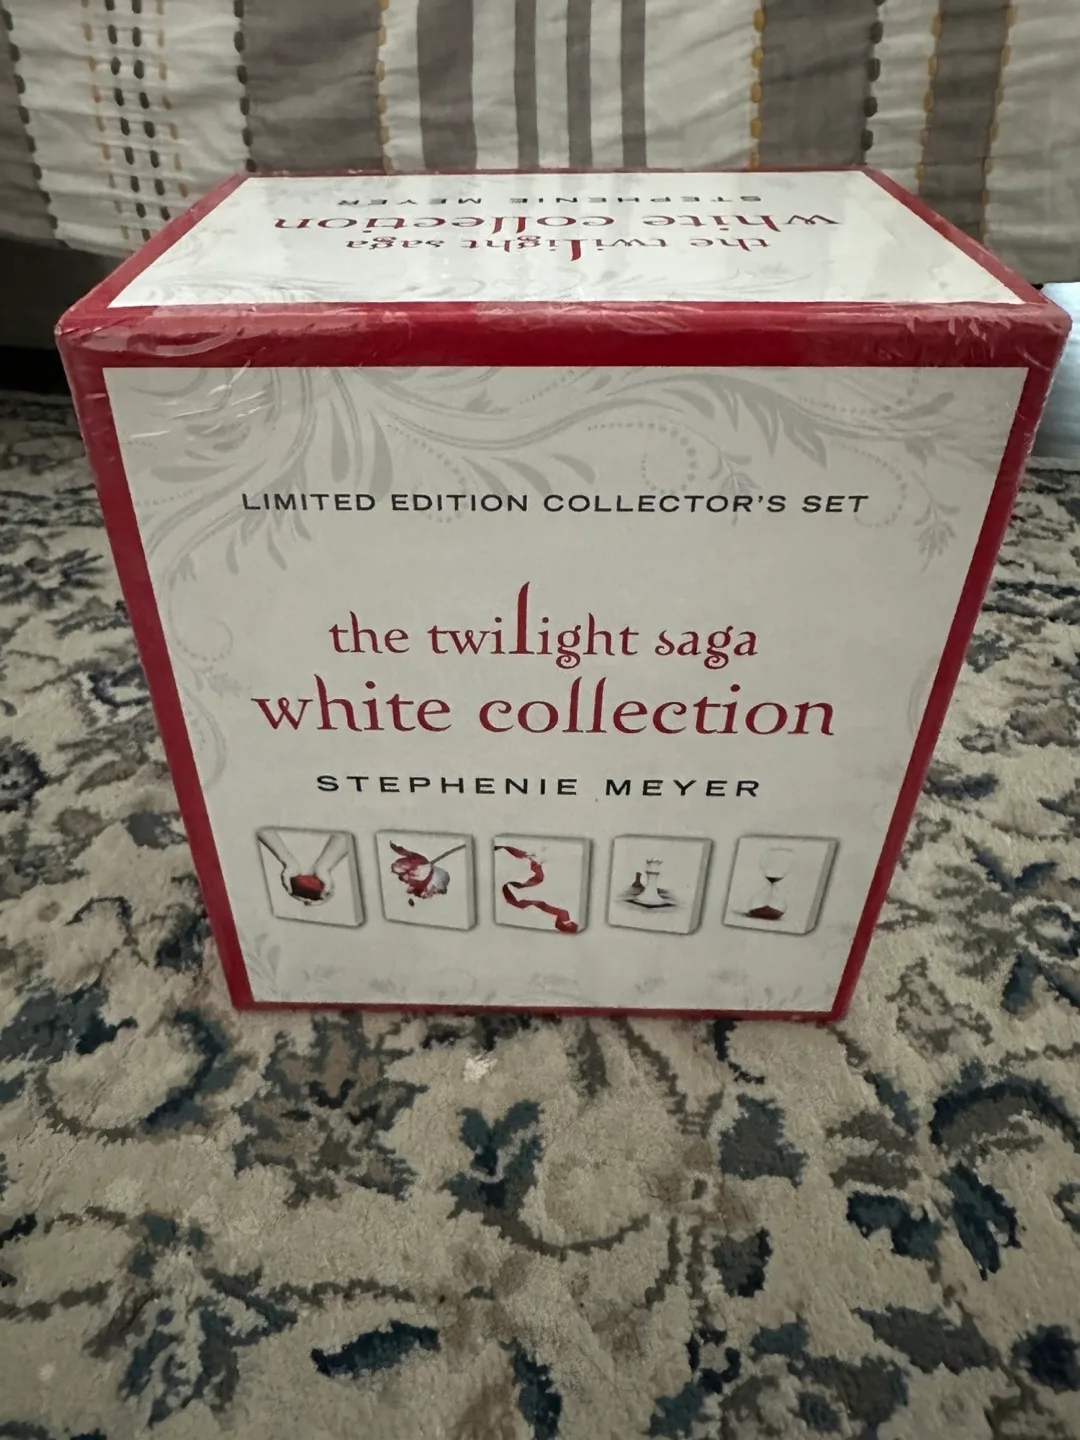 STEPHENIE MEYER
white collection
the twilight saga
LIMITED EDITION COLLECTOR'S SET
the twilight saga
white collection
STEPHENIE MEYER